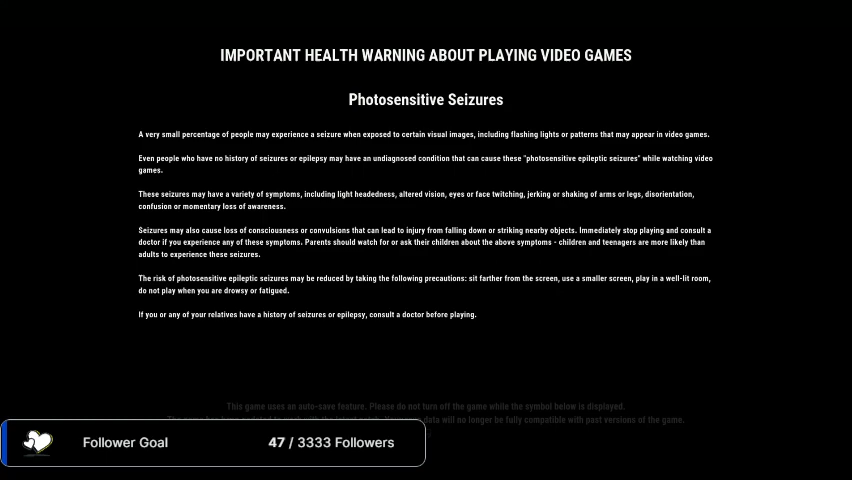 IMPORTANT HEALTH WARNING ABOUT PLAYING VIDEO GAMES
Photosensitive Seizures
A very small percentage of people may experience a seizure when exposed to certain visual images, including flashing lights or patterns that may appear in video games.
Even people who have no history of seizures or epilepsy may have an undiagnosed condition that can cause these "photosensitive epileptic seizures" while watching video
games.
These seizures may have a variety of symptoms, including light headedness, altered vision, eyes or face twitching, jerking or shaking of arms or legs, disorientation,
confusion or momentary loss of awareness.
Seizures may also cause loss of consciousness or convulsions that can lead to injury from falling down or striking nearby objects. Immediately stop playing and consult a
doctor if you experience any of these symptoms. Parents should watch for or ask their children about the above symptoms - children and teenagers are more likely than
adults to experience these seizures.
The risk of photosensitive epileptic seizures may be reduced by taking the following precautions: sit farther from the screen, use a smaller screen, play in a well-lit room,
do not play when you are drowsy or fatigued.
If you or any of your relatives have a history of seizures or epilepsy, consult a doctor before playing.
This game uses an auto-save feature. Please do not turn off the game while the symbol below is displayed.
data will no longer be fully compatible with past versions of the game.
Follower Goal
47 / 3333 Followers